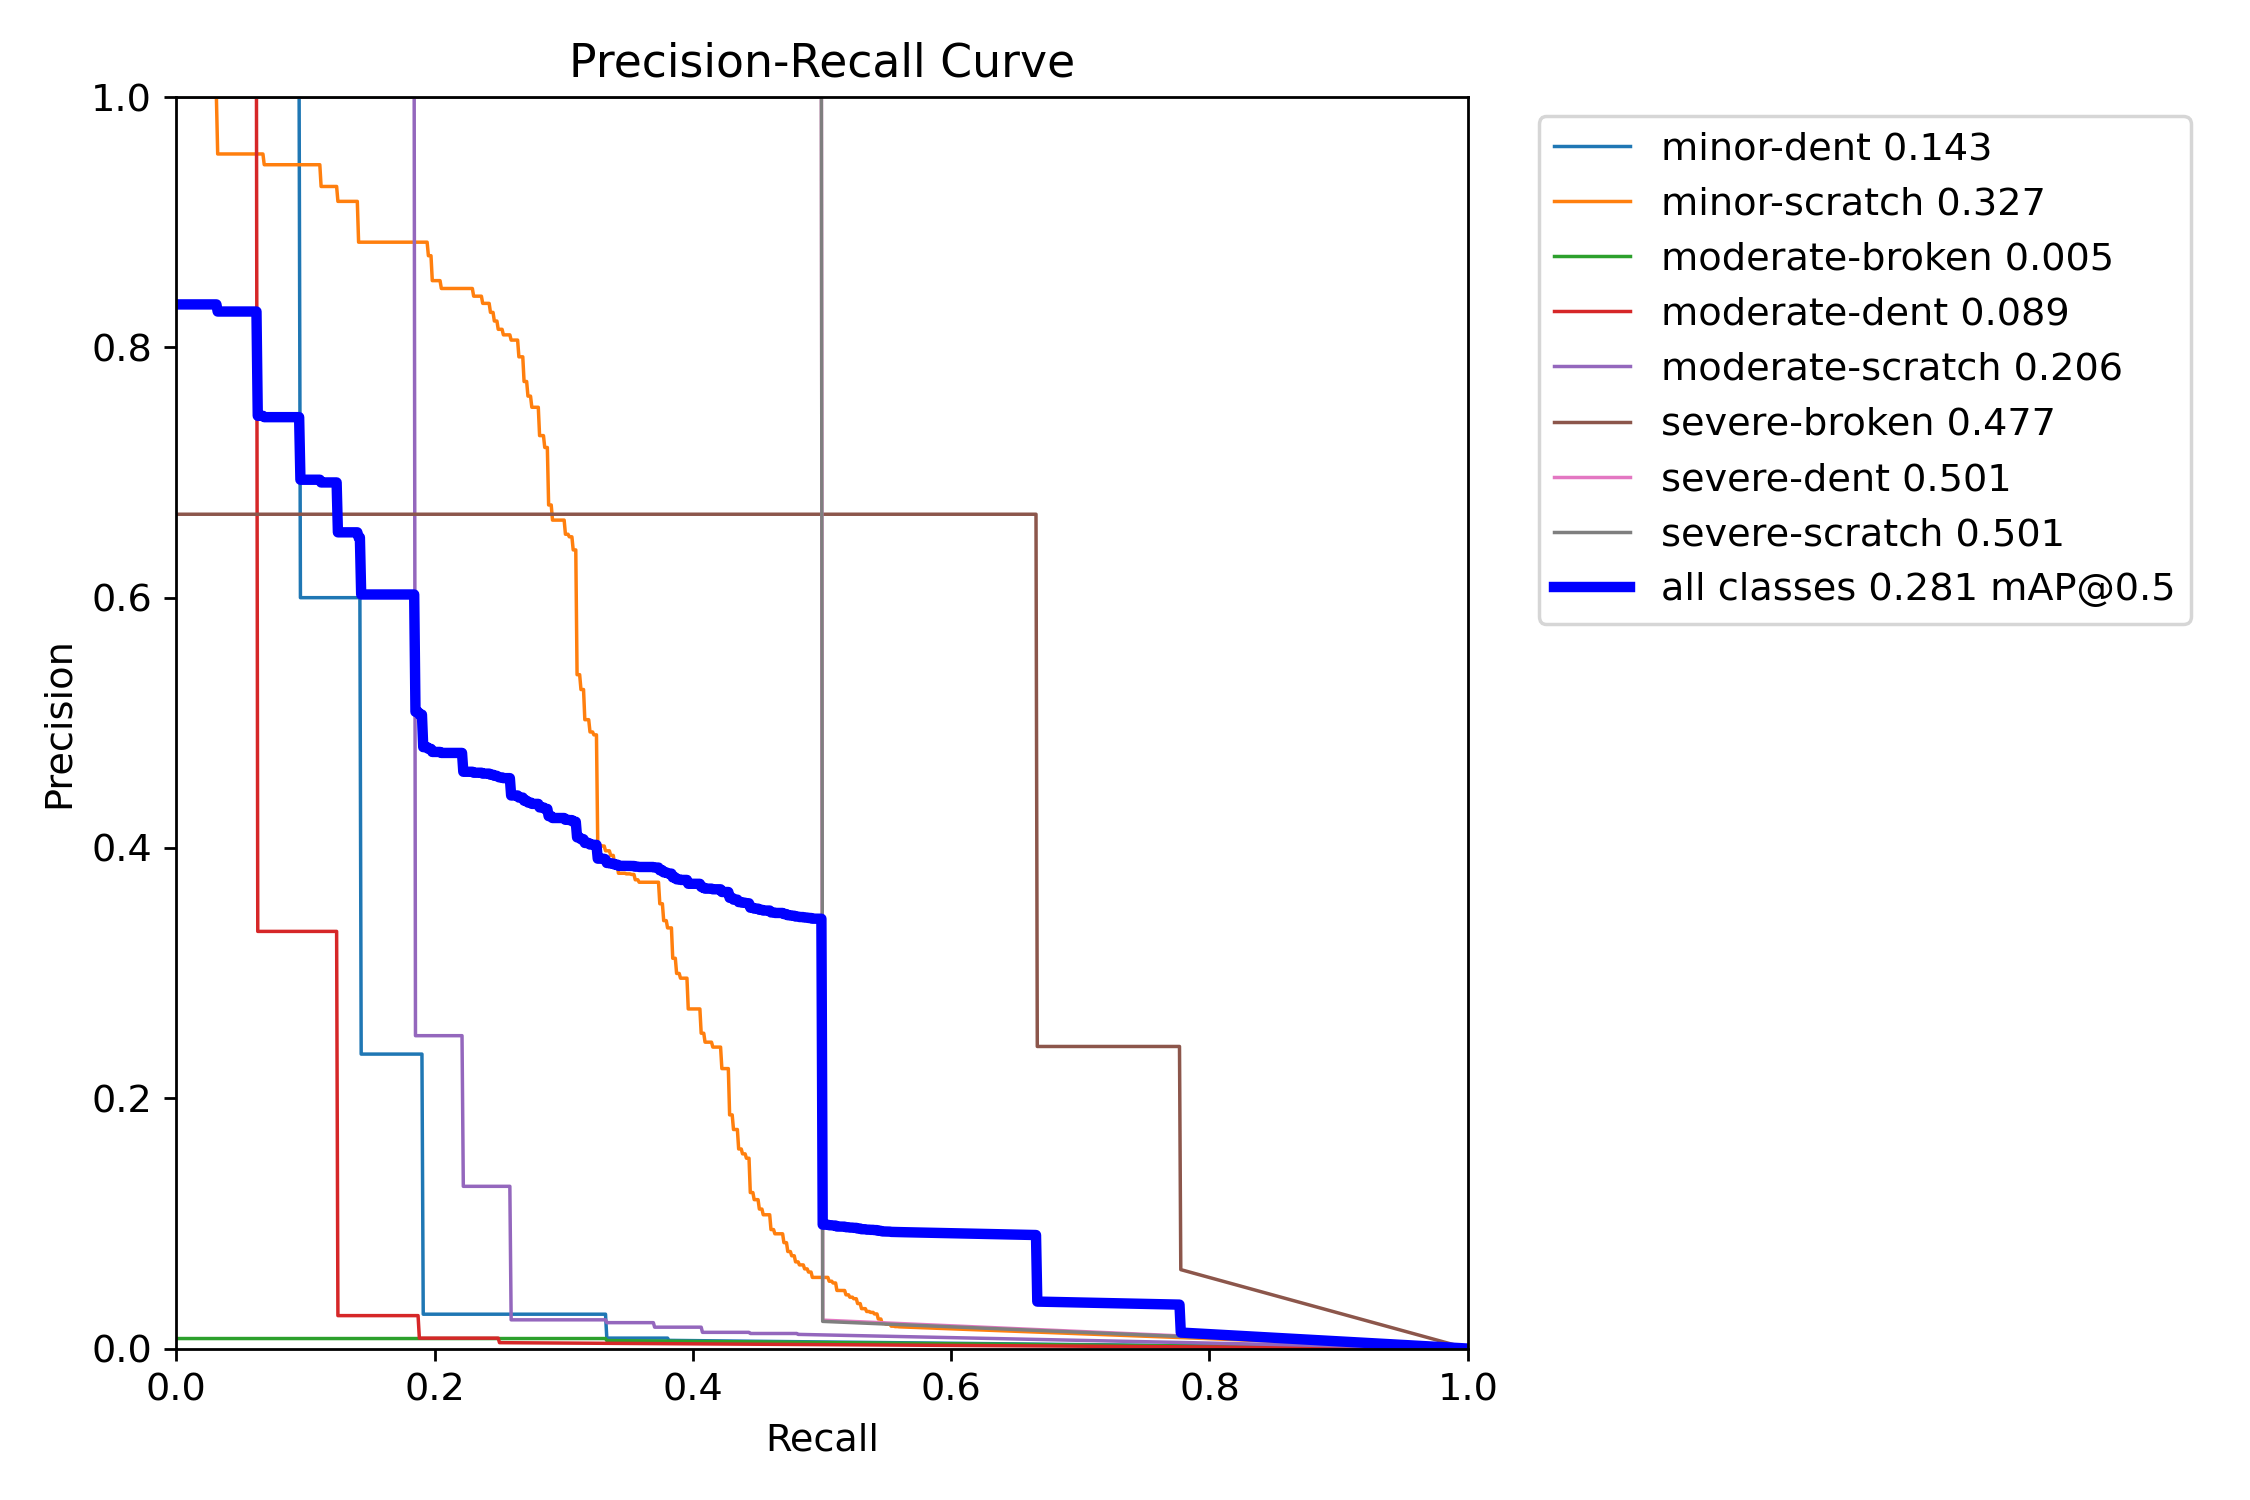 Precision-Recall Curve
1.0
0.8
0.6
0.4
0.2
0.0
Precision
0.0 0.2 0.4 0.6 0.8 1.0
Recall
minor-dent 0.143
minor-scratch 0.327
moderate-broken 0.005
moderate-dent 0.089
moderate-scratch 0.206
severe-broken 0.477
severe-dent 0.501
severe-scratch 0.501
all classes 0.281 mAP@0.5